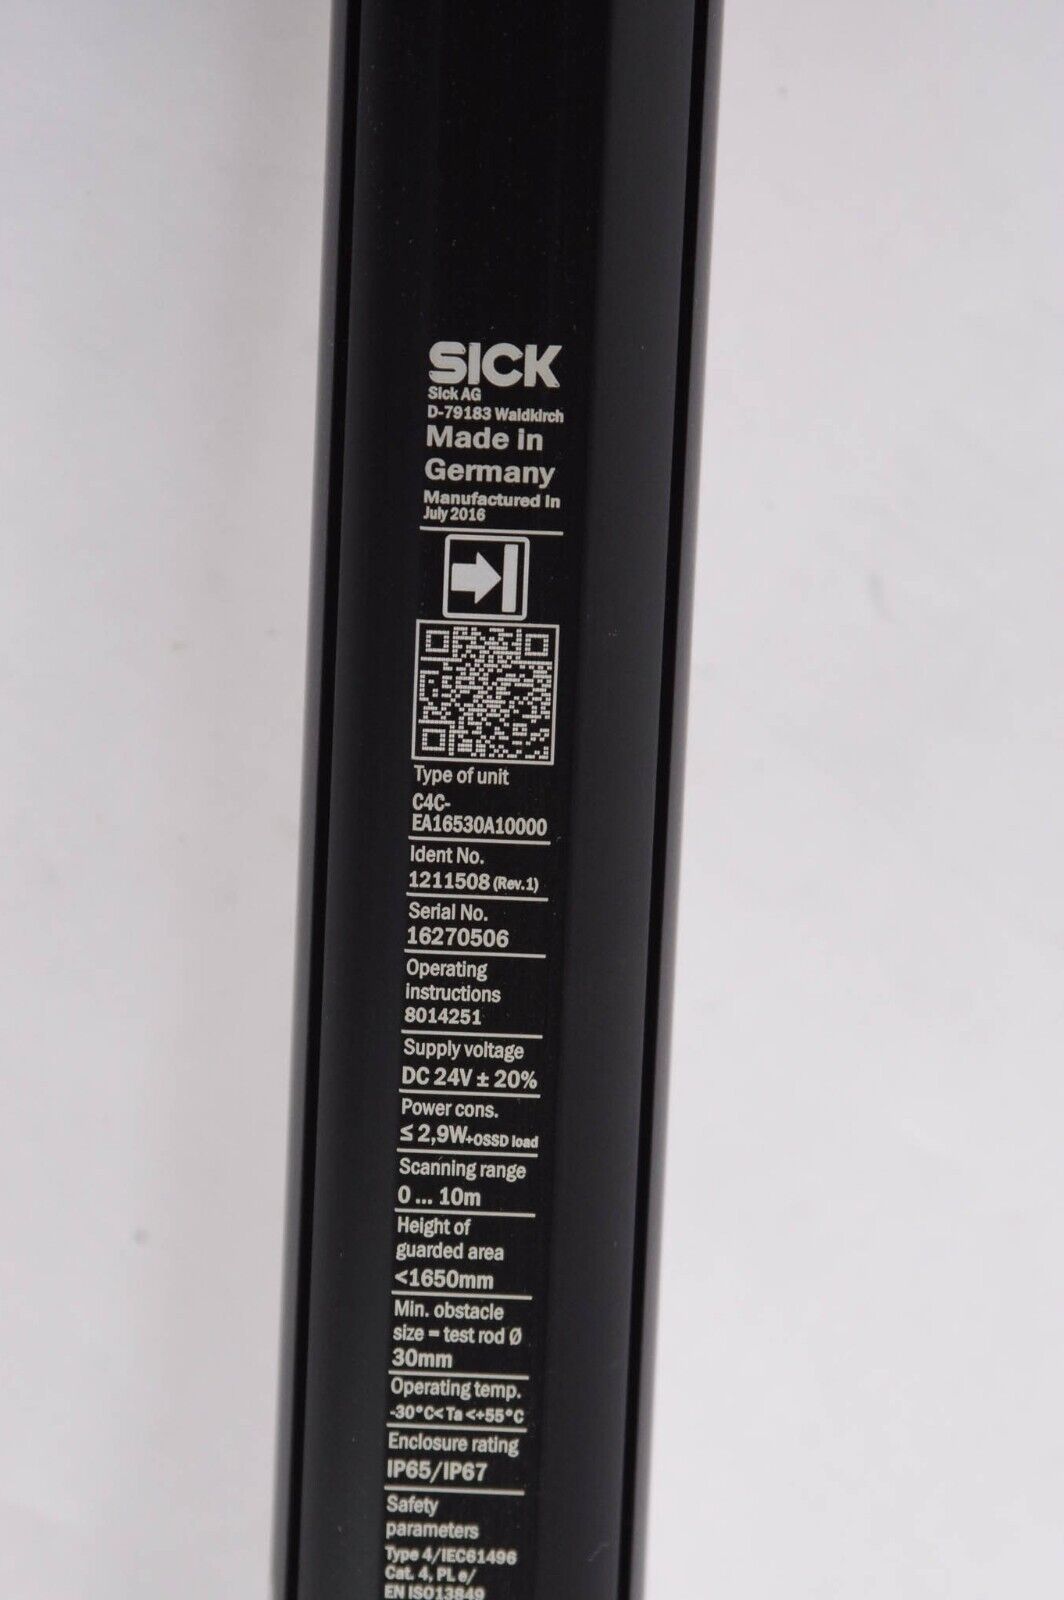 SICK
Sick AG
D-79183 Waldkirch
Made in
Germany
Manufactured in
July 2016
Type of unit
C4C-
EA16530A10000
Ident No.
1211508 (Rev.1)
Serial No.
16270506
Operating
instructions
8014251
Supply voltage
DC 24V ± 20%
Power cons.
≤ 2,9W+OSSD load
Scanning range
0 ... 10m
Height of
guarded area
<1650mm
Min. obstacle
size = test rod Ø
30mm
Operating temp.
-30°C< Ta <+55°C
Enclosure rating
IP65/IP67
Safety
parameters
Type 4/IEC61496
Cat. 4, PL e/
EN ISO13849